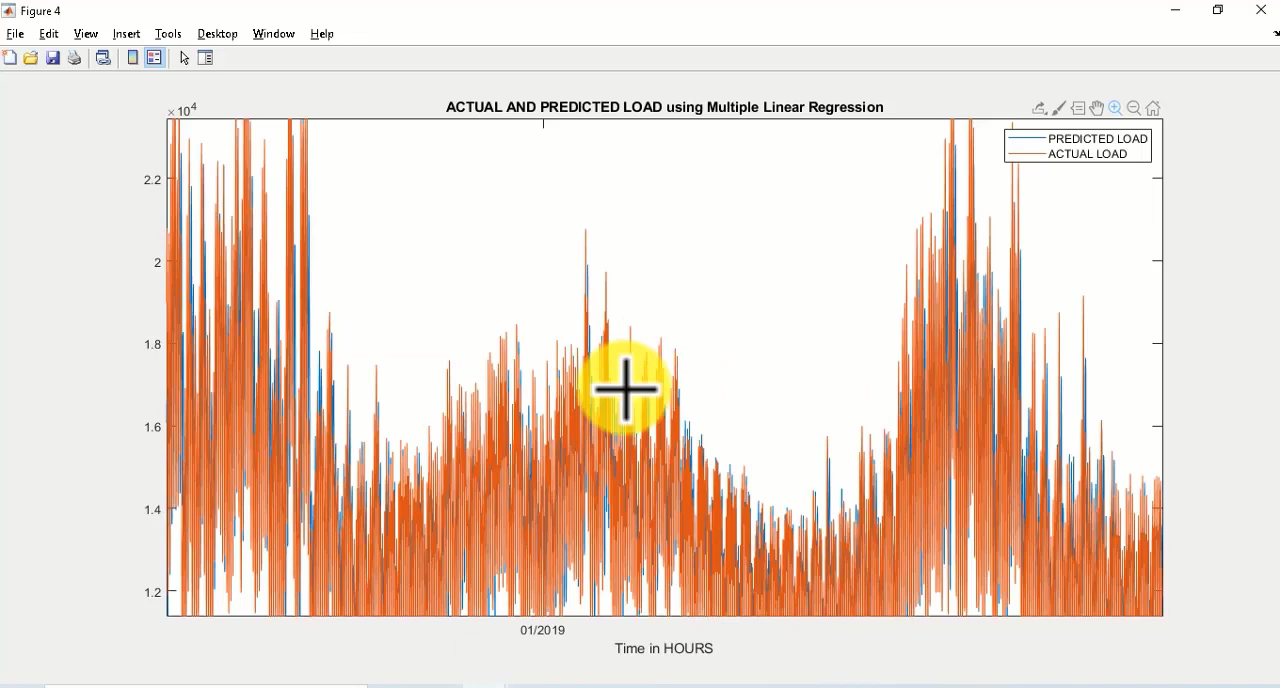 Figure 4
File Edit View Insert Tools Desktop Window Help
× 10^4
ACTUAL AND PREDICTED LOAD using Multiple Linear Regression
PREDICTED LOAD
ACTUAL LOAD
2.2
2
1.8
1.6
1.4
1.2
01/2019
Time in HOURS